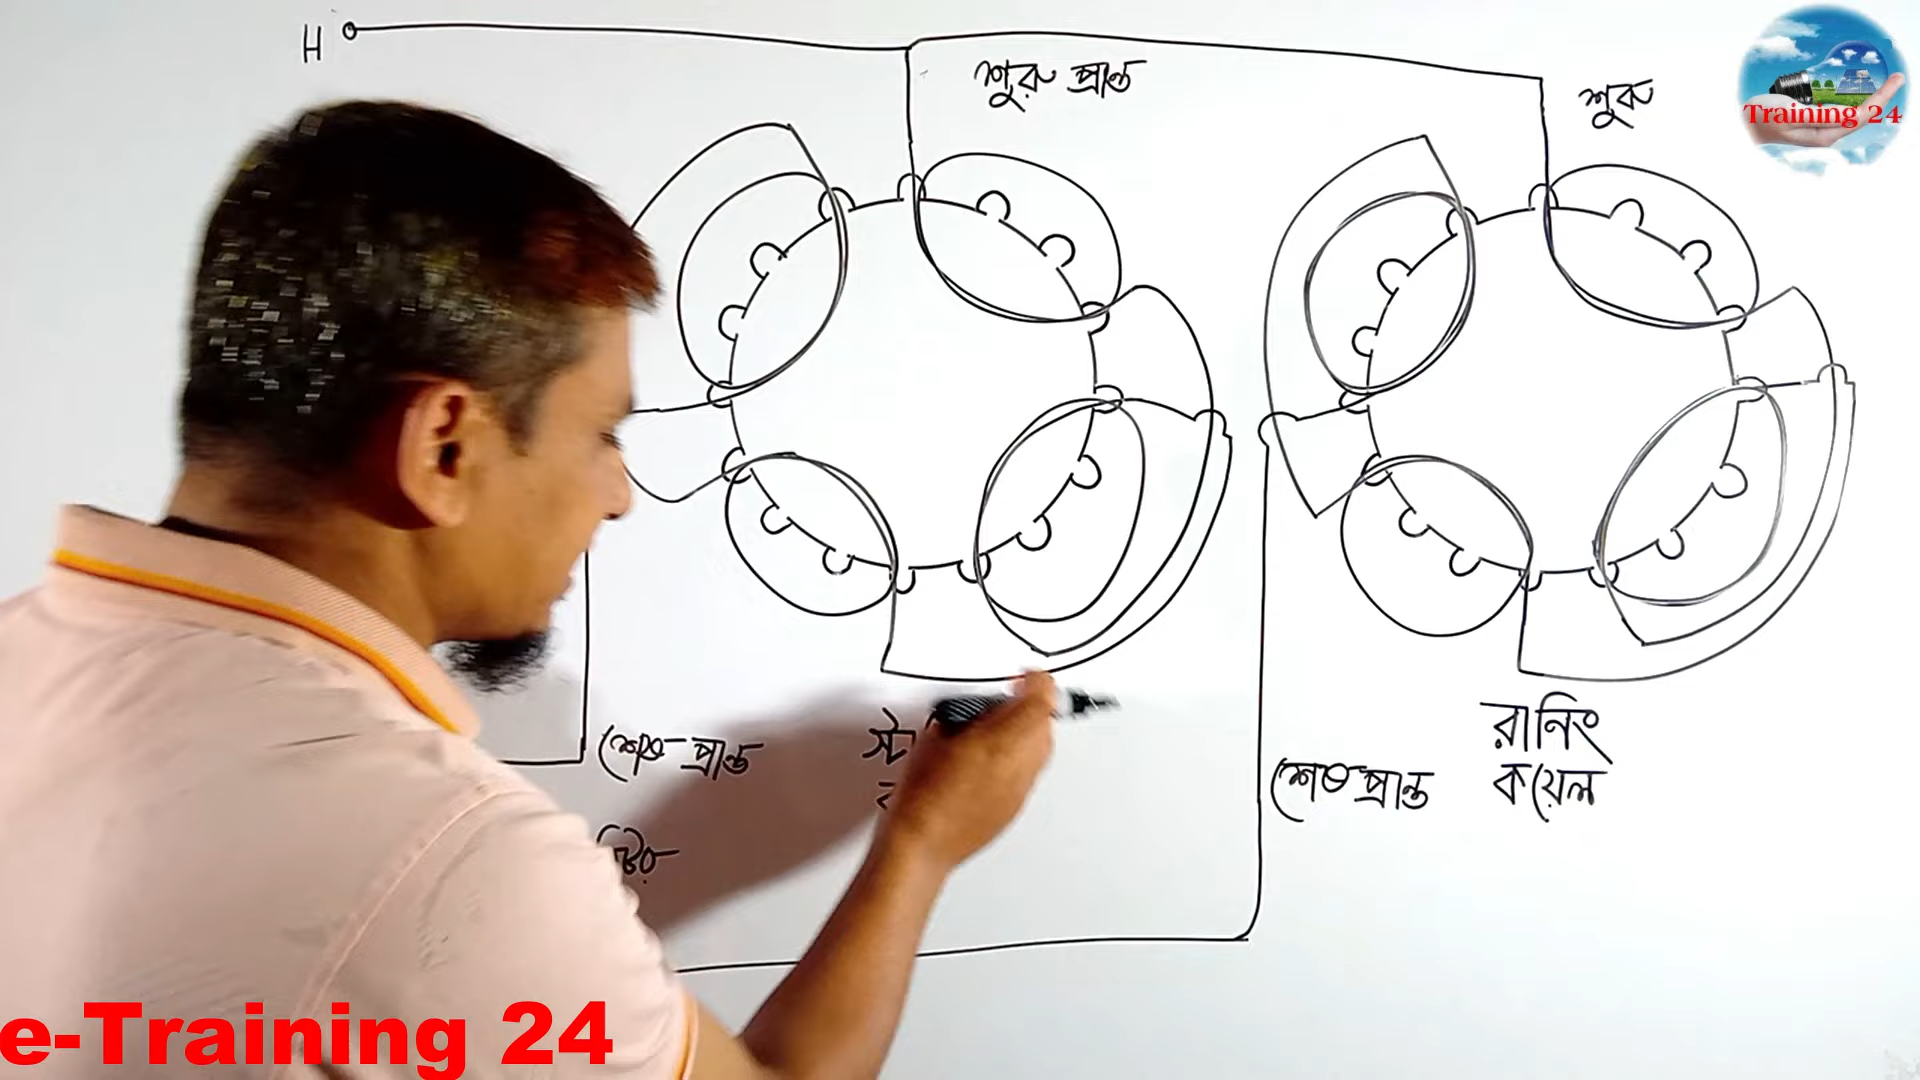 H
শুরু প্রান্ত
শুরু
Training 24
শেষ প্রান্ত
রানিং
কয়েল
শেষ প্রান্ত
e-Training 24